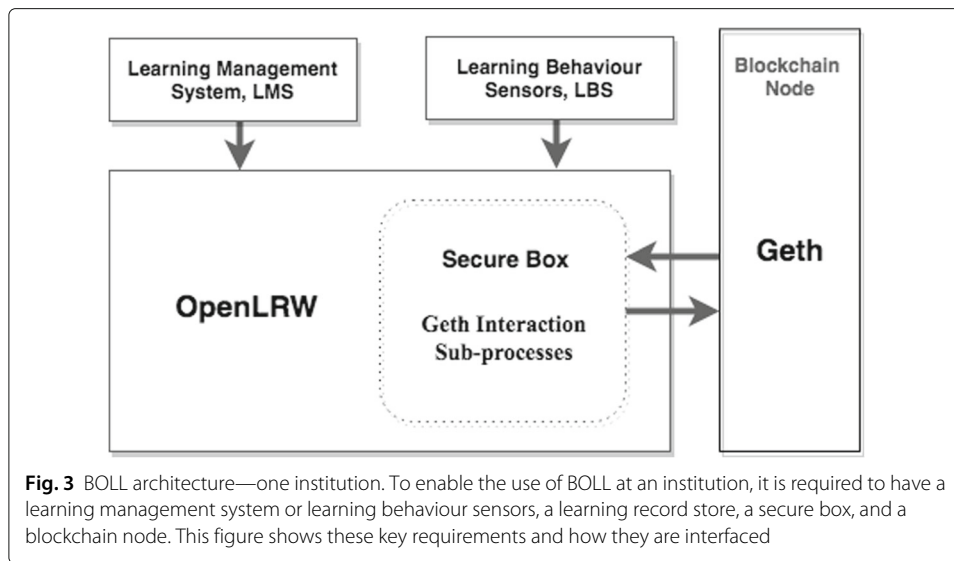 Learning Management
System, LMS
Learning Behaviour
Sensors, LBS
Blockchain
Node
OpenLRW
Secure Box
Geth Interaction
Sub-processes
Geth
Fig. 3 BOLL architecture—one institution. To enable the use of BOLL at an institution, it is required to have a
learning management system or learning behaviour sensors, a learning record store, a secure box, and a
blockchain node. This figure shows these key requirements and how they are interfaced